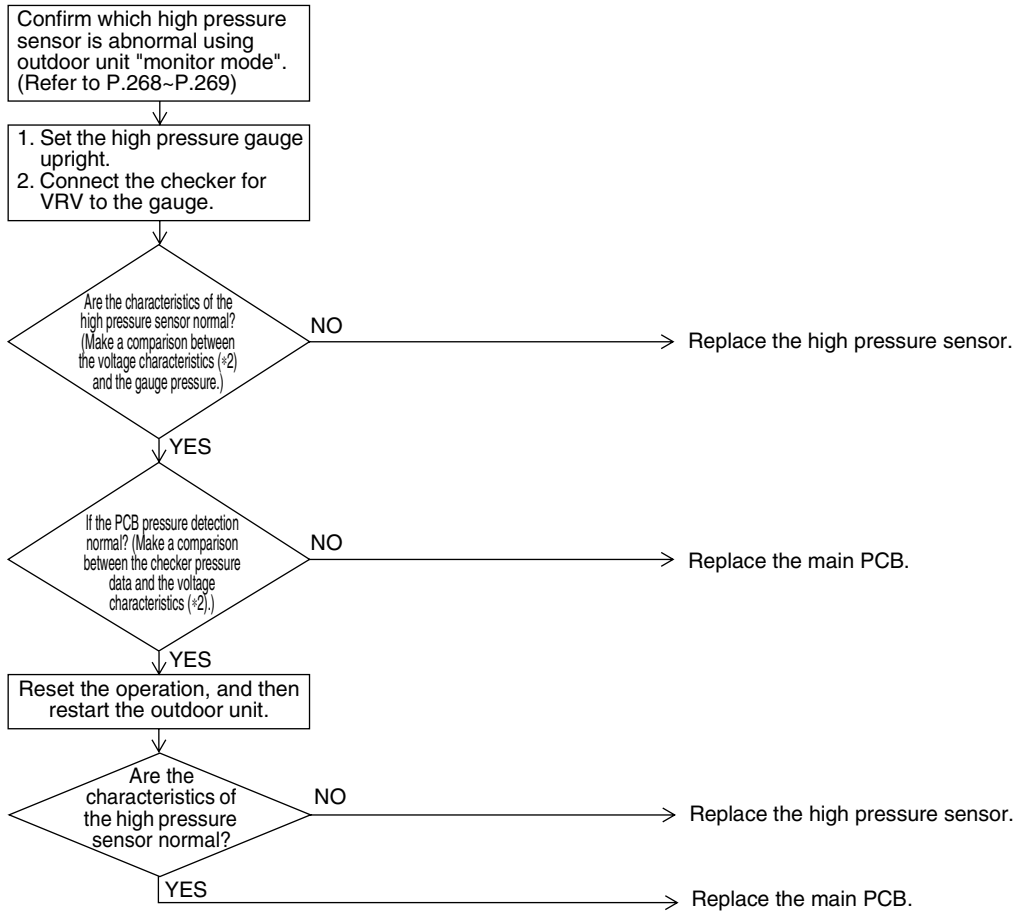 Confirm which high pressure
sensor is abnormal using
outdoor unit "monitor mode".
(Refer to P.268~P.269)
1. Set the high pressure gauge
upright.
2. Connect the checker for
VRV to the gauge.
Are the characteristics of the
high pressure sensor normal?
(Make a comparison between
the voltage characteristics (*2)
and the gauge pressure.)
NO
Replace the high pressure sensor.
YES
If the PCB pressure detection
normal? (Make a comparison
between the checker pressure
data and the voltage
characteristics (*2).)
NO
Replace the main PCB.
YES
Reset the operation, and then
restart the outdoor unit.
Are the
characteristics of
the high pressure
sensor normal?
NO
Replace the high pressure sensor.
YES
Replace the main PCB.